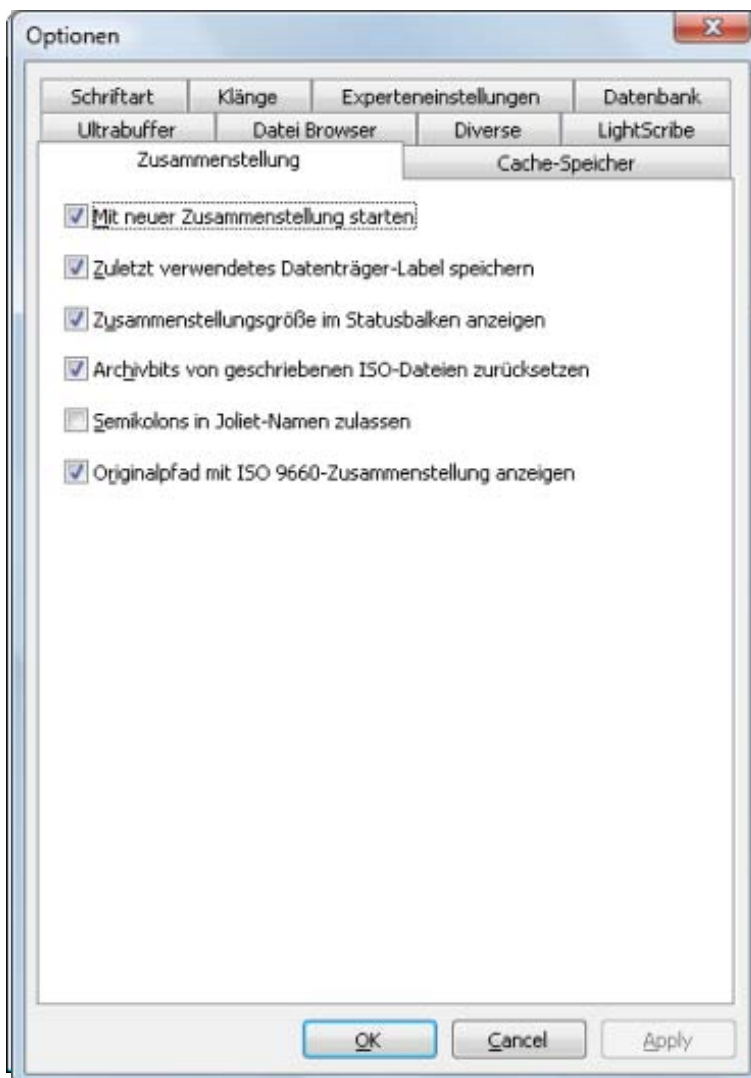 Optionen
Schriftart Klänge Experteneinstellungen Datenbank
Ultrabuffer Datei Browser Diverse LightScribe
Zusammenstellung Cache-Speicher
Mit neuer Zusammenstellung starten
Zuletzt verwendetes Datenträger-Label speichern
Zusammenstellungsgröße im Statusbalken anzeigen
Archivbits von geschriebenen ISO-Dateien zurücksetzen
Semikolons in Joliet-Namen zulassen
Originalpfad mit ISO 9660-Zusammenstellung anzeigen
OK Cancel Apply